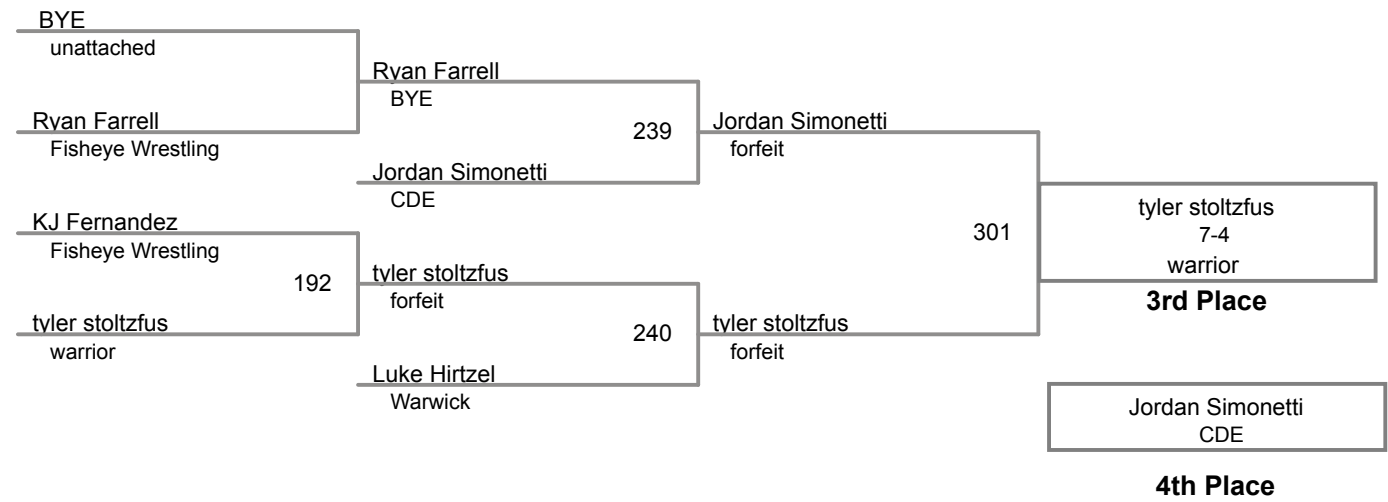 BYE
unattached
Ryan Farrell
BYE
Ryan Farrell
Fisheye Wrestling
239
Jordan Simonetti
forfeit
Jordan Simonetti
CDE
KJ Fernandez
Fisheye Wrestling
192
tyler stoltzfus
forfeit
tyler stoltzfus
warrior
240
tyler stoltzfus
forfeit
Luke Hirtzel
Warwick
301
tyler stoltzfus
7-4
warrior
3rd Place
Jordan Simonetti
CDE
4th Place